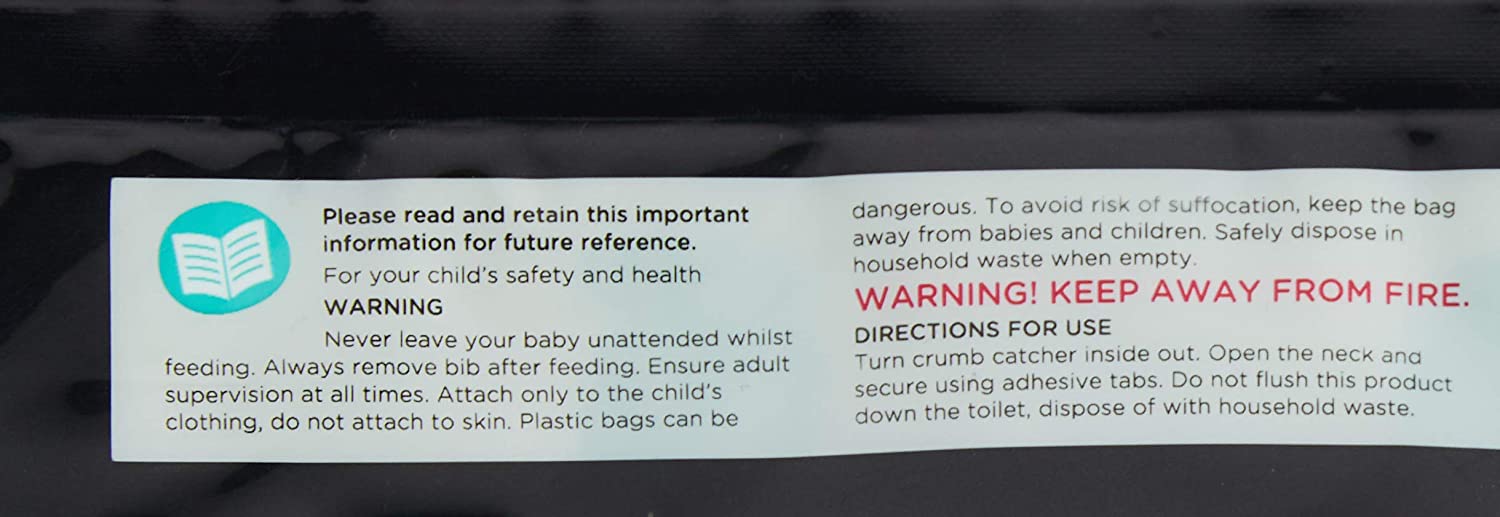 Please read and retain this important
information for future reference.
For your child's safety and health
WARNING
Never leave your baby unattended whilst
feeding. Always remove bib after feeding. Ensure adult
supervision at all times. Attach only to the child's
clothing, do not attach to skin. Plastic bags can be
dangerous. To avoid risk of suffocation, keep the bag
away from babies and children. Safely dispose in
household waste when empty.
WARNING! KEEP AWAY FROM FIRE.
DIRECTIONS FOR USE
Turn crumb catcher inside out. Open the neck and
secure using adhesive tabs. Do not flush this product
down the toilet, dispose of with household waste.